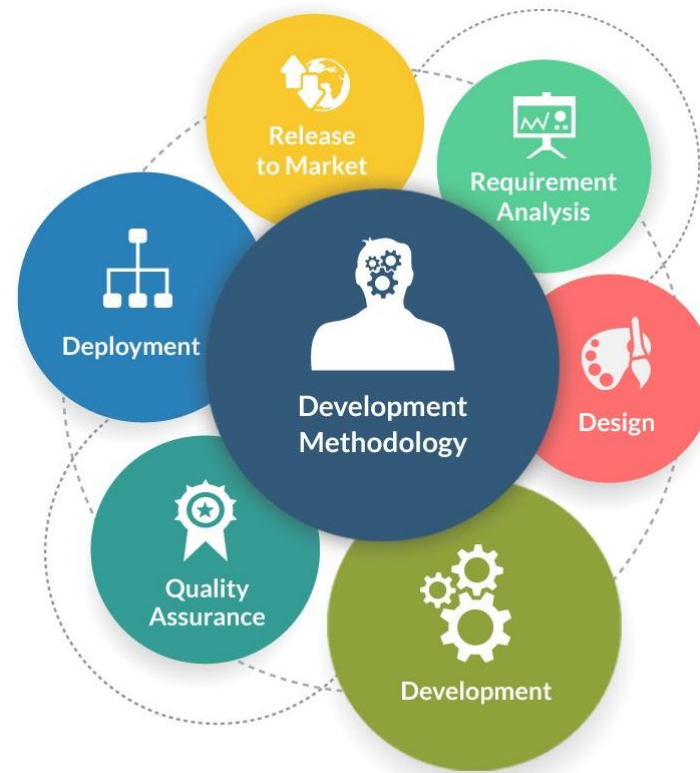 Release
to Market
Requirement
Analysis
Deployment
Development
Methodology
Design
Quality
Assurance
Development